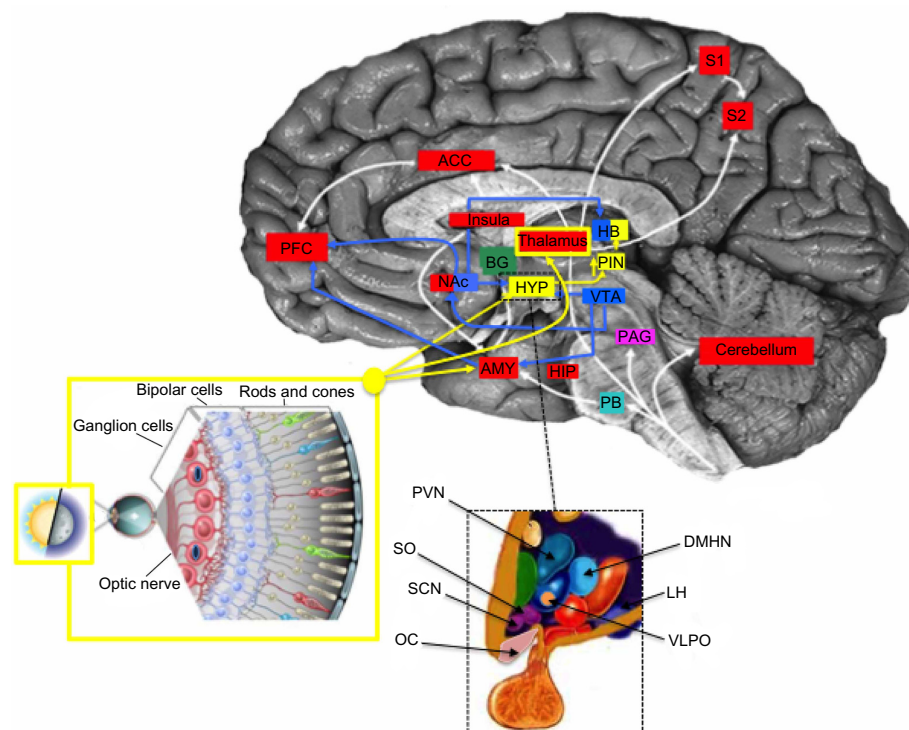 S1
S2
ACC
Insula
HB
PFC
Thalamus
BG
PIN
NAc
HYP
VTA
PAG
Cerebellum
AMY
HIP
PB
Bipolar cells
Rods and cones
Ganglion cells
Optic nerve
PVN
SO
DMHN
SCN
LH
OC
VLPO